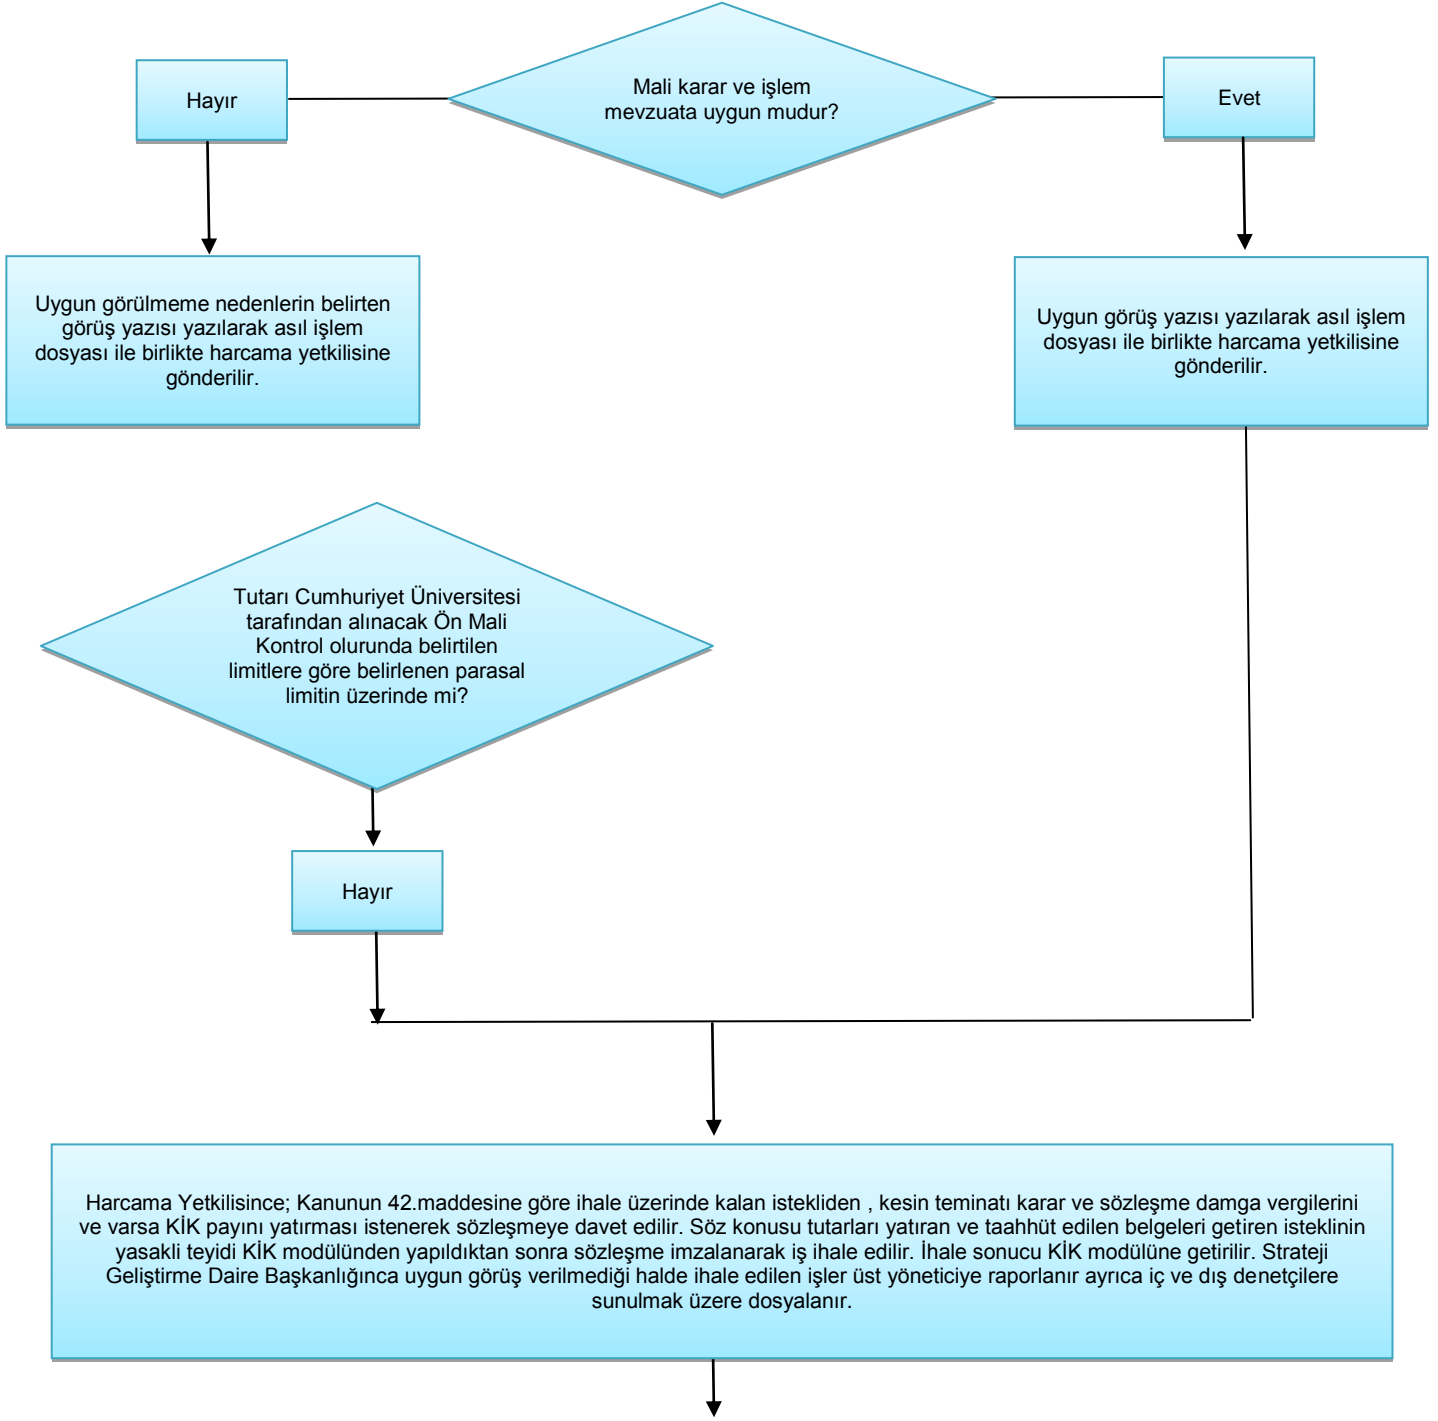 Mali karar ve işlem
mevzuata uygun mudur?
Hayır
Evet
Uygun görülmeme nedenlerin belirten
görüş yazısı yazılarak asıl işlem
dosyası ile birlikte harcama yetkilisine
gönderilir.
Uygun görüş yazısı yazılarak asıl işlem
dosyası ile birlikte harcama yetkilisine
gönderilir.
Tutarı Cumhuriyet Üniversitesi
tarafından alınacak Ön Mali
Kontrol olurunda belirtilen
limitlere göre belirlenen parasal
limitin üzerinde mi?
Hayır
Harcama Yetkilisince; Kanunun 42.maddesine göre ihale üzerinde kalan istekliden , kesin teminatı karar ve sözleşme damga vergilerini
ve varsa KİK payını yatırması istenerek sözleşmeye davet edilir. Söz konusu tutarları yatıran ve taahhüt edilen belgeleri getiren isteklinin
yasakli teyidi KİK modülünden yapıldıktan sonra sözleşme imzalanarak iş ihale edilir. İhale sonucu KİK modülüne getirilir. Strateji
Geliştirme Daire Başkanlığınca uygun görüş verilmediği halde ihale edilen işler üst yöneticiye raporlanır ayrıca iç ve dış denetçilere
sunulmak üzere dosyalanır.